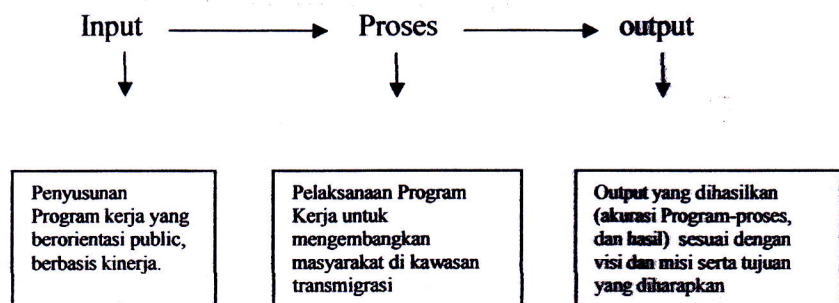 Input Proses output
Penyusunan
Program kerja yang
berorientasi public,
berbasis kinerja.
Pelaksanaan Program
Kerja untuk
mengembangkan
masyarakat di kawasan
transmigrasi
Output yang dihasilkan
(akurasi Program-proses,
dan hasil) sesuai dengan
visi dan misi serta tujuan
yang diharapkan